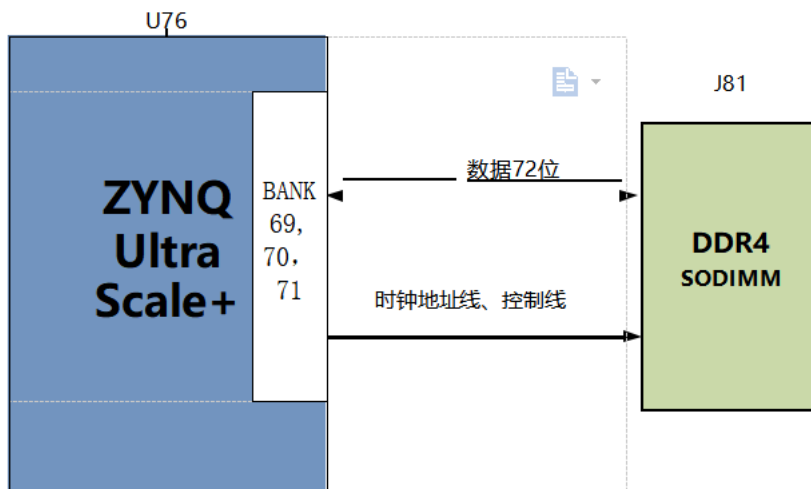 U76
J81
ZYNQ
Ultra
Scale+
BANK
69,
70，
71
数据72位
时钟地址线、控制线
DDR4
SODIMM